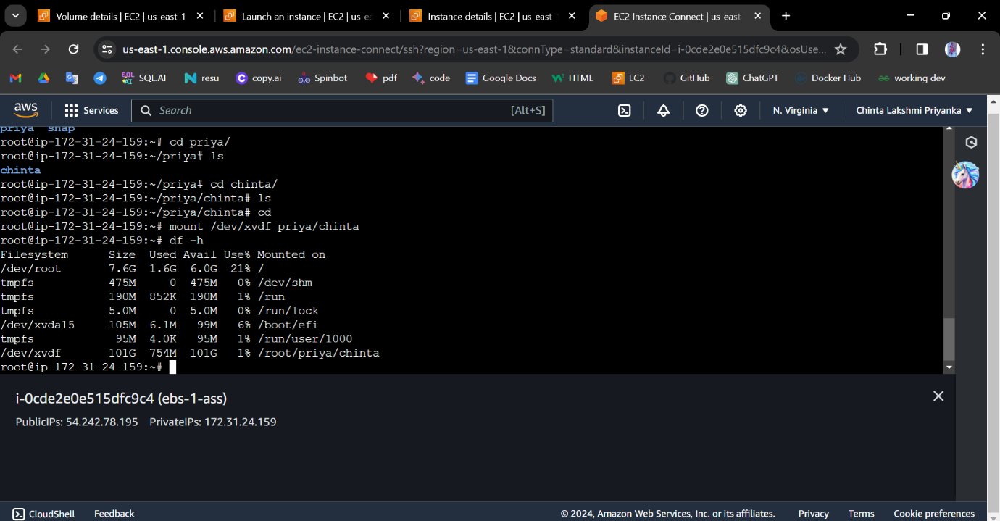 Volume details | EC2 | us-east-1
Launch an instance | EC2 | us-ea
Instance details | EC2 | us-east-1
EC2 Instance Connect | us-east-
us-east-1.console.aws.amazon.com/ec2-instance-connect/ssh?region=us-east-1&connType=standard&instanceId=i-0cde2e0e515dfc9c4&osUse...
SQL AI SQL.AI resu copy.ai Spinbot pdf code Google Docs HTML EC2 GitHub ChatGPT Docker Hub working dev
aws Services Search [Alt+S] N. Virginia Chinta Lakshmi Priyanka
priya snap
root@ip-172-31-24-159:~# cd priya/
root@ip-172-31-24-159:~/priya# ls
chinta
root@ip-172-31-24-159:~/priya# cd chinta/
root@ip-172-31-24-159:~/priya/chinta# ls
root@ip-172-31-24-159:~/priya/chinta# cd
root@ip-172-31-24-159:~# mount /dev/xvdf priya/chinta
root@ip-172-31-24-159:~# df -h
Filesystem Size Used Avail Use% Mounted on
/dev/root 7.6G 1.6G 6.0G 21% /
tmpfs 475M 0 475M 0% /dev/shm
tmpfs 190M 852K 190M 1% /run
tmpfs 5.0M 0 5.0M 0% /run/lock
/dev/xvda15 105M 6.1M 99M 6% /boot/efi
tmpfs 95M 4.0K 95M 1% /run/user/1000
/dev/xvdf 101G 754M 101G 1% /root/priya/chinta
root@ip-172-31-24-159:~#
i-0cde2e0e515dfc9c4 (ebs-1-ass)
PublicIPs: 54.242.78.195 PrivateIPs: 172.31.24.159
CloudShell Feedback © 2024, Amazon Web Services, Inc. or its affiliates. Privacy Terms Cookie preferences